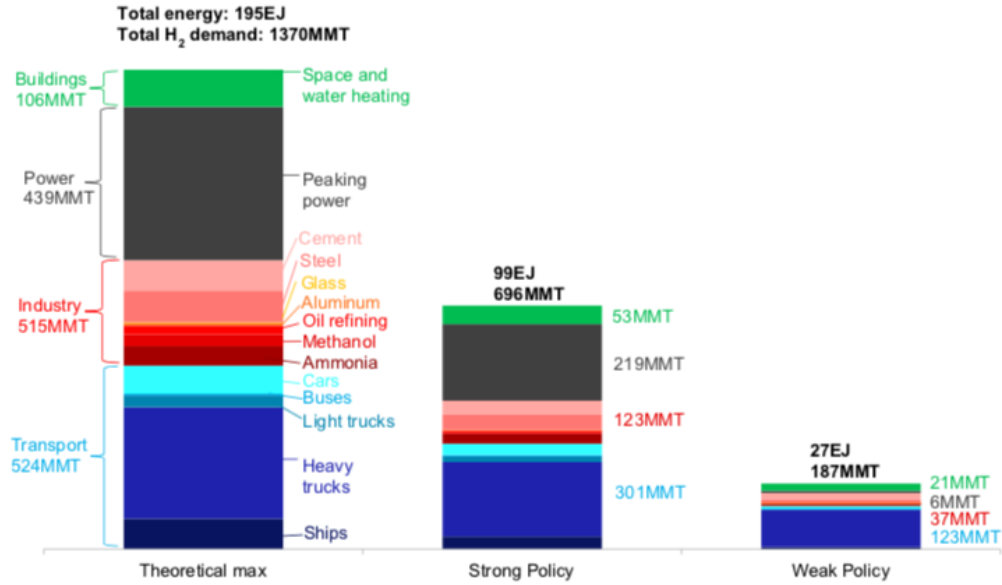 Total energy: 195EJ
Total H2 demand: 1370MMT
Buildings
106MMT
Space and
water heating
Power
439MMT
Peaking
power
Industry
515MMT
Cement
Steel
Glass
Aluminum
Oil refining
Methanol
Ammonia
Transport
524MMT
Cars
Buses
Light trucks
Heavy
trucks
Ships
Theoretical max
99EJ
696MMT
53MMT
219MMT
123MMT
301MMT
Strong Policy
27EJ
187MMT
21MMT
6MMT
37MMT
123MMT
Weak Policy